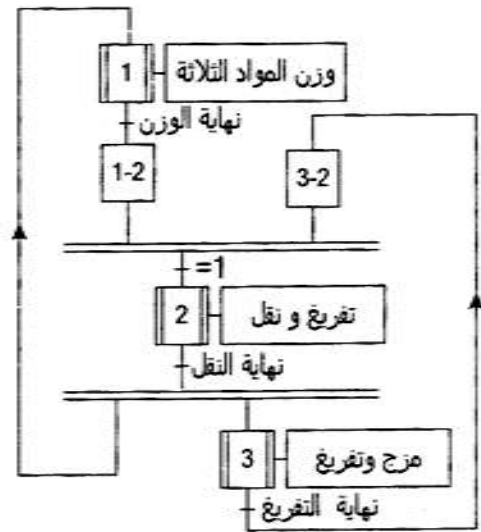 1 وزن المواد الثلاثة
نهاية الوزن
1-2 3-2
=1
2 تفريغ و نقل
نهاية النقل
3 مزج وتفريغ
نهاية التفريغ